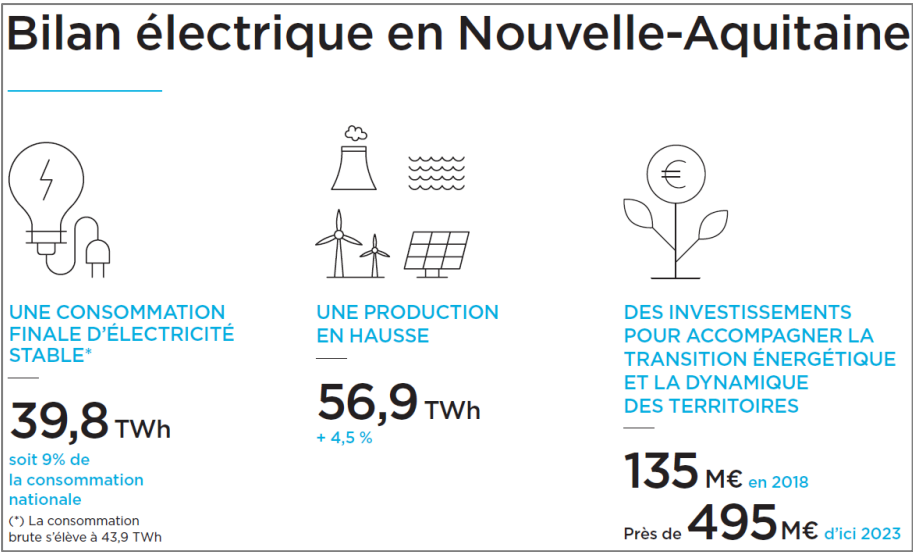 Bilan électrique en Nouvelle-Aquitaine
UNE CONSOMMATION
FINALE D'ÉLECTRICITÉ
STABLE*
39,8 TWh
soit 9% de
la consommation
nationale
(*) La consommation
brute s'élève à 43,9 TWh
UNE PRODUCTION
EN HAUSSE
56,9 TWh
+ 4,5 %
€
DES INVESTISSEMENTS
POUR ACCOMPAGNER LA
TRANSITION ÉNERGÉTIQUE
ET LA DYNAMIQUE
DES TERRITOIRES
135 M€ en 2018
Près de 495 M€ d'ici 2023